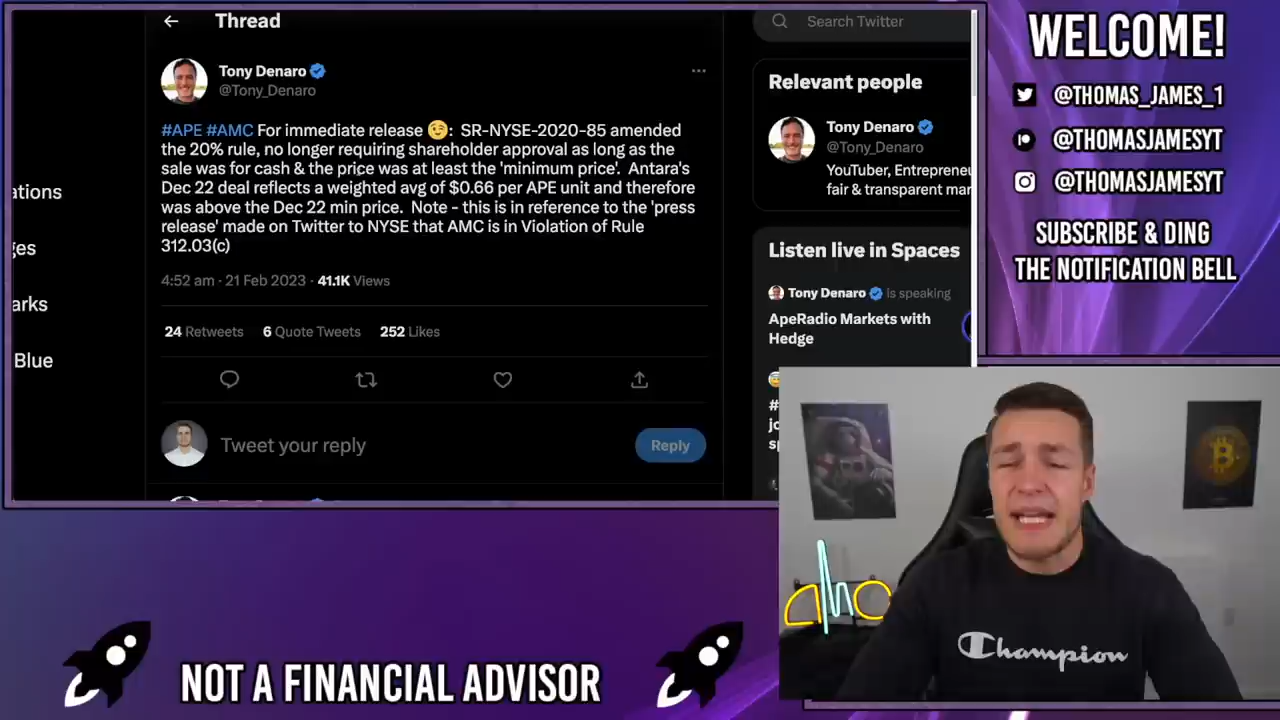 Thread
Search Twitter
ations
ges
arks
Blue
Tony Denaro
@Tony_Denaro
#APE #AMC For immediate release 😉: SR-NYSE-2020-85 amended
the 20% rule, no longer requiring shareholder approval as long as the
sale was for cash & the price was at least the 'minimum price'. Antara's
Dec 22 deal reflects a weighted avg of $0.66 per APE unit and therefore
was above the Dec 22 min price. Note - this is in reference to the 'press
release' made on Twitter to NYSE that AMC is in Violation of Rule
312.03(c)
4:52 am · 21 Feb 2023 · 41.1K Views
24 Retweets 6 Quote Tweets 252 Likes
Tweet your reply
Reply
Relevant people
Tony Denaro
@Tony_Denaro
YouTuber, Entrepreneu
fair & transparent mar
Listen live in Spaces
Tony Denaro is speaking
ApeRadio Markets with
Hedge
#
jo
sp
WELCOME!
@THOMAS_JAMES_1
@THOMASJAMESYT
@THOMASJAMESYT
SUBSCRIBE & DING
THE NOTIFICATION BELL
amc
Champion
NOT A FINANCIAL ADVISOR